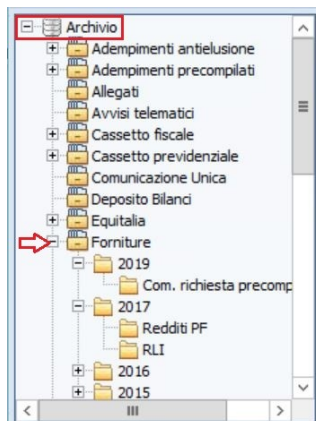 Archivio
Adempimenti antielusione
Adempimenti precompilati
Allegati
Avvisi telematici
Cassetto fiscale
Cassetto previdenziale
Comunicazione Unica
Deposito Bilanci
Equitalia
Forniture
2019
Com. richiesta precomp
2017
Redditi PF
RLI
2016
2015